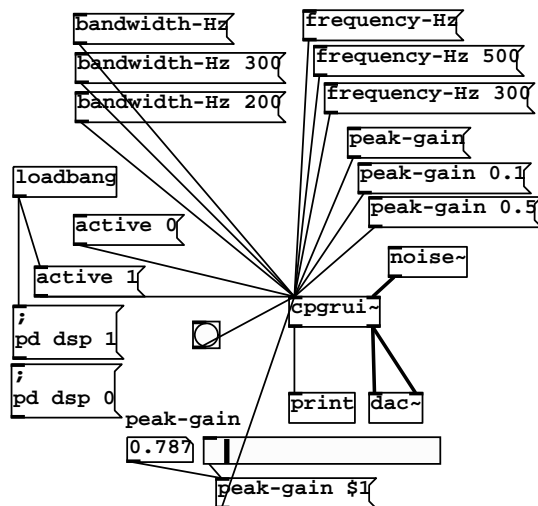 bandwidth-Hz
frequency-Hz
bandwidth-Hz 300
frequency-Hz 500
bandwidth-Hz 200
frequency-Hz 300
peak-gain
loadbang
peak-gain 0.1
peak-gain 0.5
active 0
noise~
active 1
cpgrui~
;
pd dsp 1
;
pd dsp 0
print
dac~
peak-gain
0.787
peak-gain $1